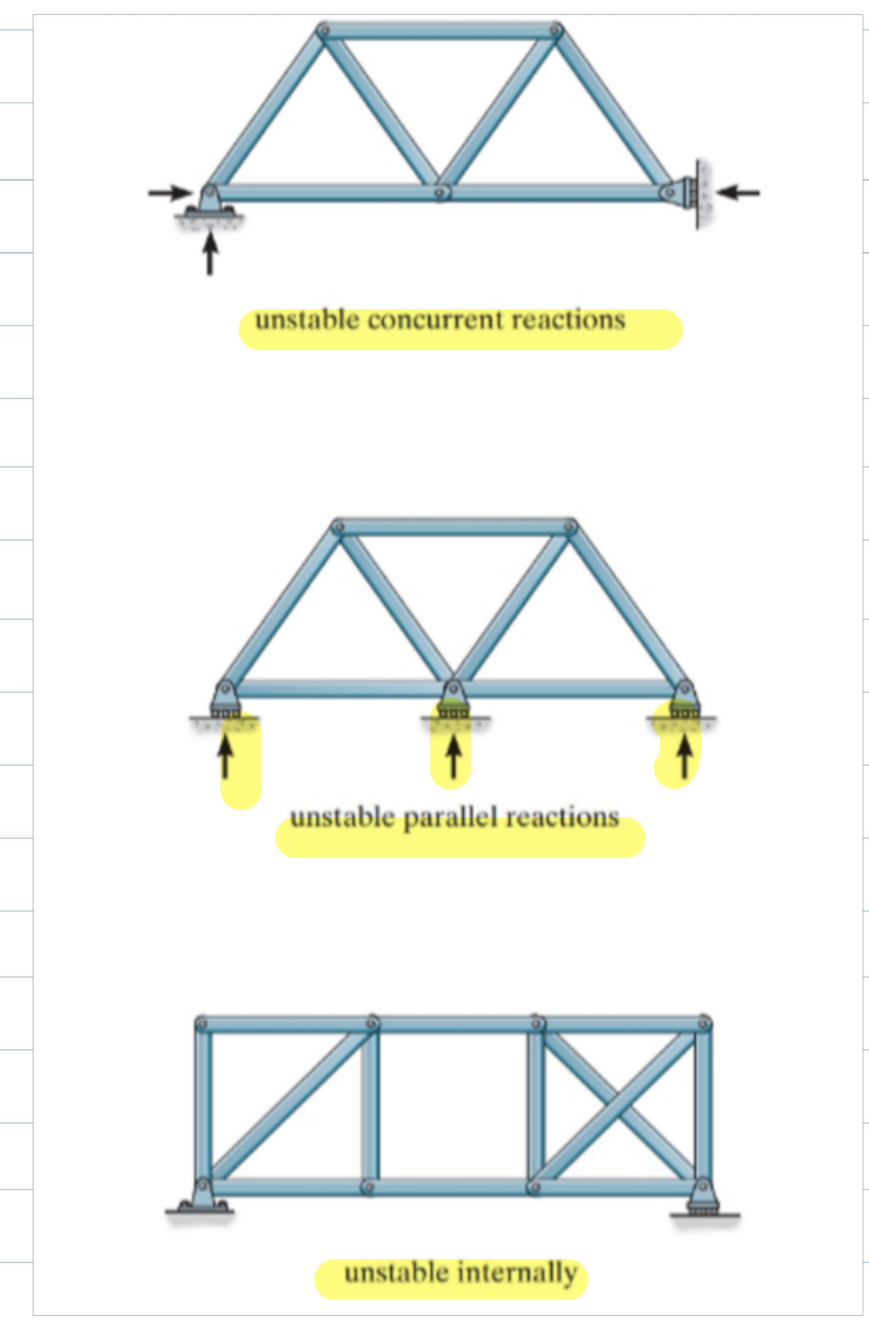 unstable concurrent reactions
unstable parallel reactions
unstable internally